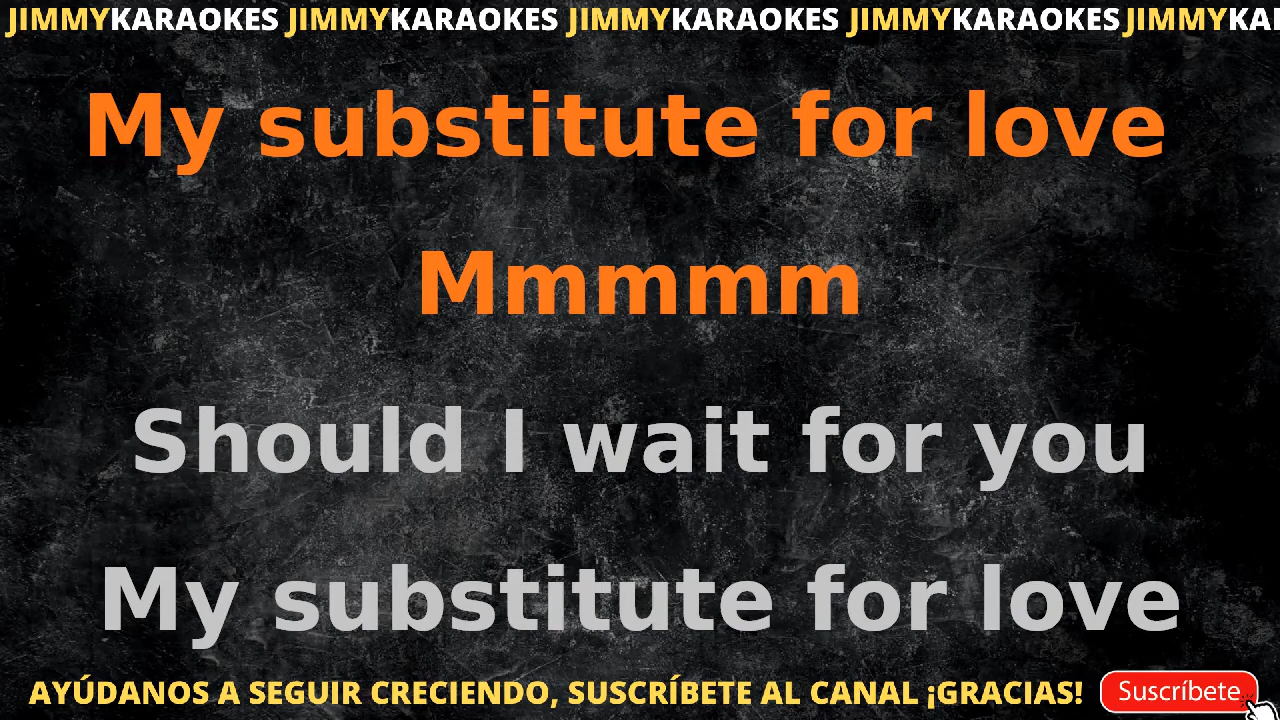 JIMMYKARAOKES JIMMYKARAOKES JIMMYKARAOKES JIMMYKARAOKES JIMMYKAI
My substitute for love
Mmmmm
Should I wait for you
My substitute for love
AYÚDANOS A SEGUIR CRECIENDO, SUSCRÍBETE AL CANAL ¡GRACIAS! Suscríbete